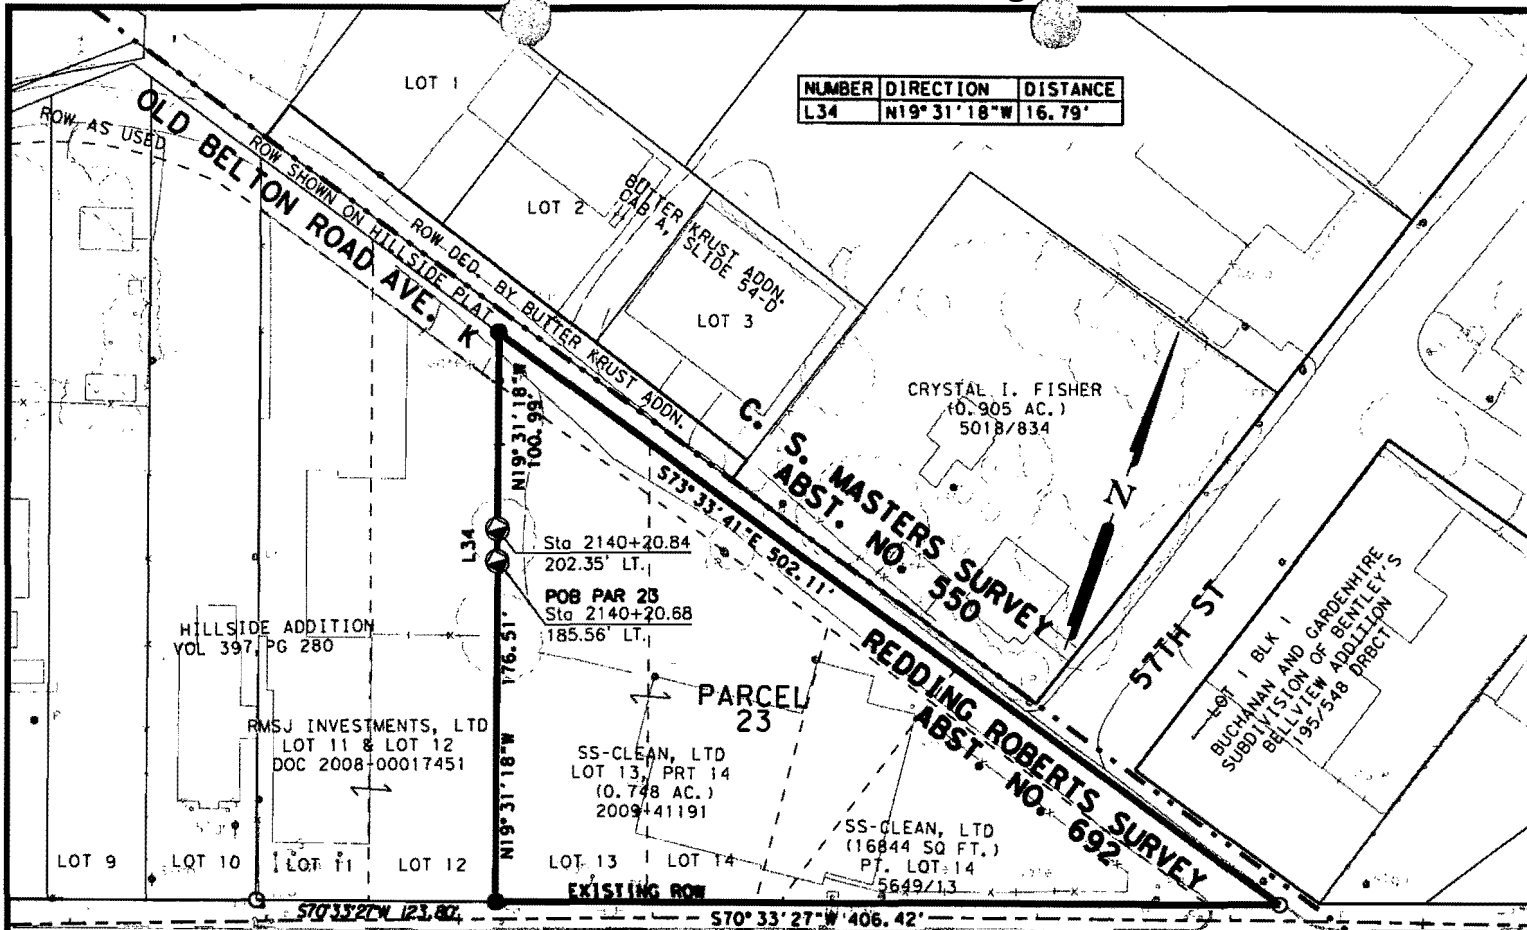 LOT 1
NUMBER DIRECTION DISTANCE
L34 N19°31'18"W 16.79'
ROW AS USED
OLD BELTON ROAD AVE. K
ROW SHOWN ON HILLSIDE PLAT
ROW DED. BY BUTTER KRUST ADDN.
LOT 2
BUTTER KRUST ADDN.
CAB A, SLIDE 54-D
LOT 3
CRYSTAL I. FISHER
(0.905 AC.)
5018/834
C. S. MASTERS SURVEY
ABST. NO. 550
N
N19°31'18"W
100.99'
S73°33'41"E 502.11'
L34
Sta 2140+20.84
202.35' LT.
POB PAR 23
Sta 2140+20.68
185.56' LT.
57TH ST
LOT 1 BLK 1
BUCHANAN AND GARDENHIRE
SUBDIVISION OF BENTLEY'S
BELLVIEW ADDITION
195/548 DRBCT
HILLSIDE ADDITION
VOL 397, PG 280
N19°31'18"W 176.51'
PARCEL
23
REDDING ROBERTS SURVEY
ABST. NO. 692
RMSJ INVESTMENTS, LTD
LOT 11 & LOT 12
DOC 2008-00017451
SS-CLEAN, LTD
LOT 13, PRT 14
(0.748 AC.)
2009-41191
SS-CLEAN, LTD
(16844 SQ FT.)
PT. LOT 14
5649/13
LOT 9
LOT 10
LOT 11
LOT 12
LOT 13
LOT 14
EXISTING ROW
S70°33'27"W 123.80'
S70°33'27"W 406.42'